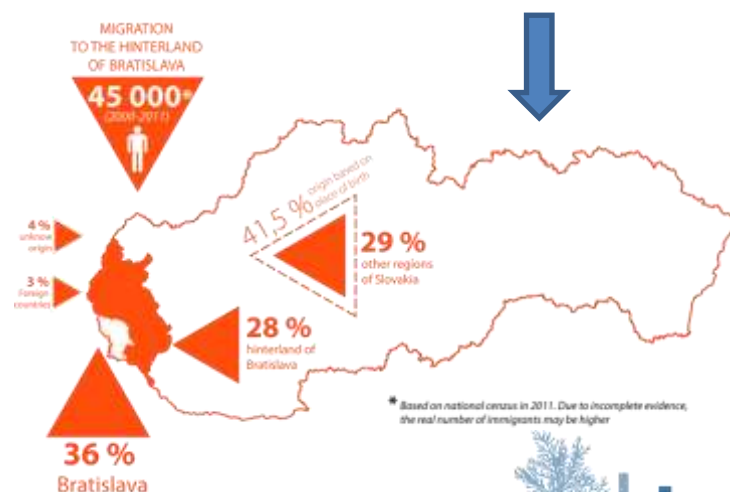 MIGRATION
TO THE HINTERLAND
OF BRATISLAVA
45 000*
(2001-2011)
4 %
unknow
origin
3 %
Foreign
countries
41,5 %
origin based on
place of birth
29 %
other regions
of Slovakia
28 %
hinterland of
Bratislava
36 %
Bratislava
* Based on national cenzus in 2011. Due to incomplete evidence,
the real number of immigrants may be higher